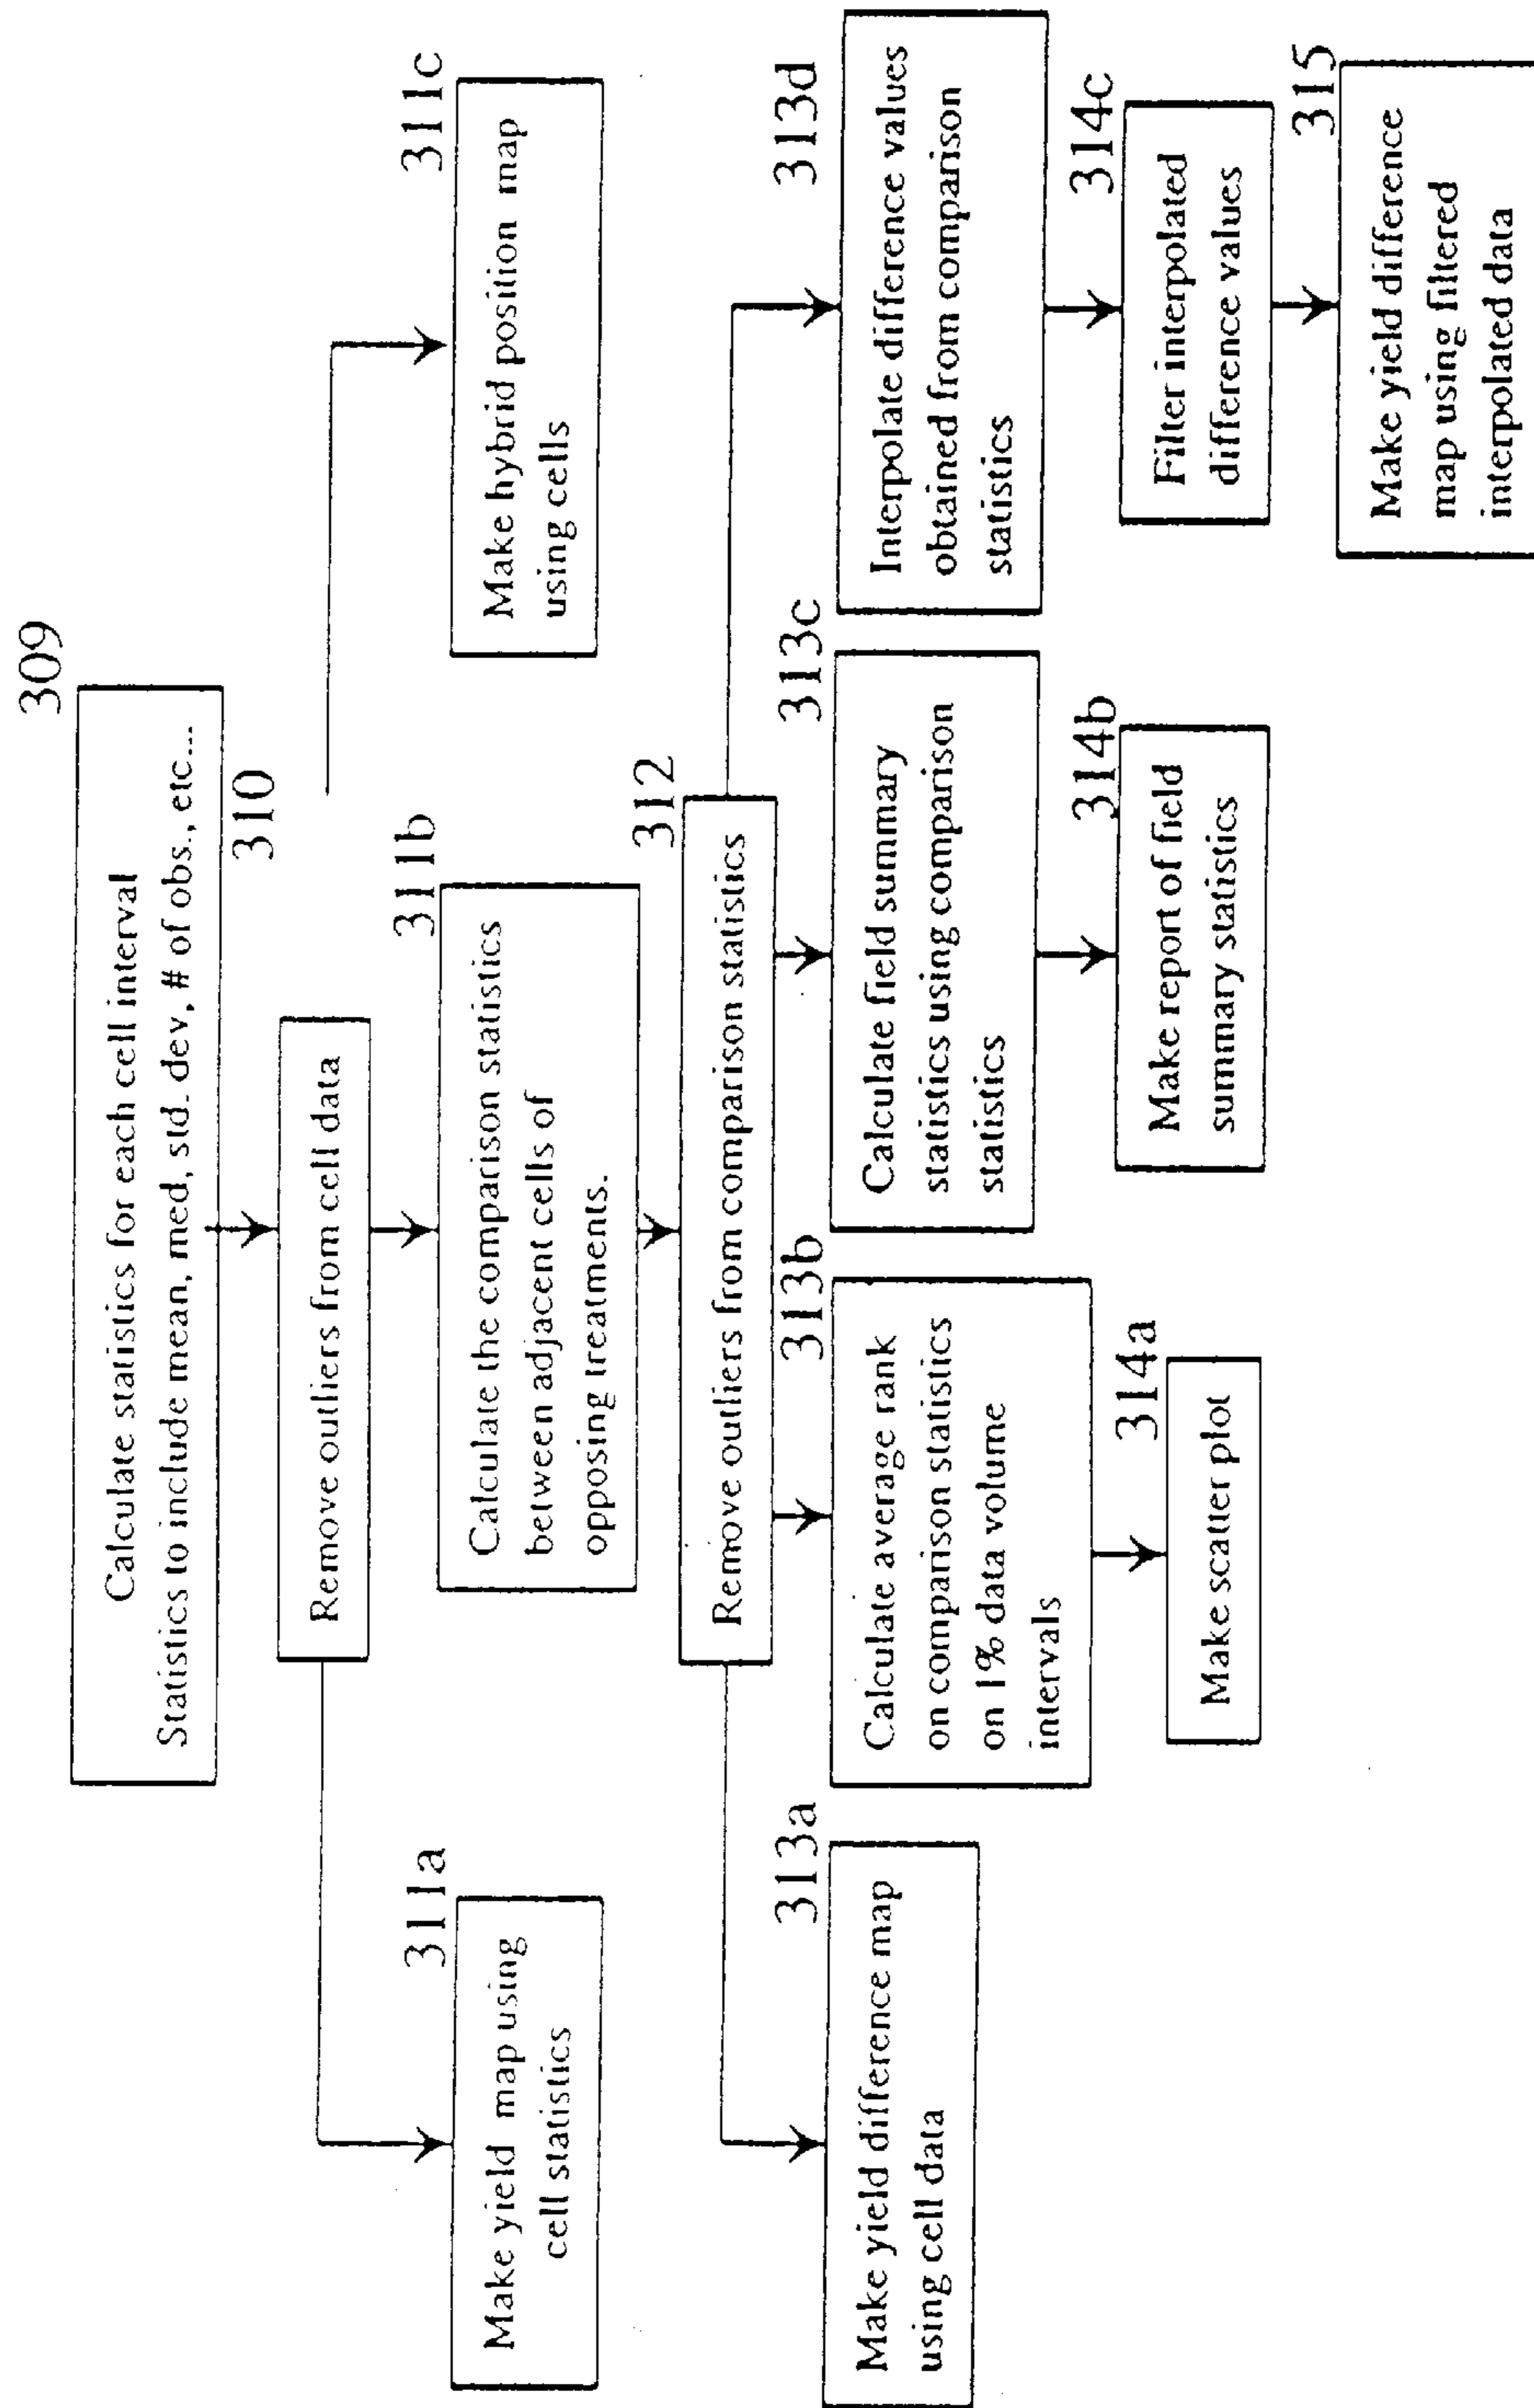 309
Calculate statistics for each cell interval
Statistics to include mean, med, std. dev, # of obs., etc...
310
Remove outliers from cell data
311a
Make yield map using
cell statistics
311b
Calculate the comparison statistics
between adjacent cells of
opposing treatments.
311c
Make hybrid position map
using cells
312
Remove outliers from comparison statistics
313a
Make yield difference map
using cell data
313b
Calculate average rank
on comparison statistics
on 1% data volume
intervals
313c
Calculate field summary
statistics using comparison
statistics
313d
Interpolate difference values
obtained from comparison
statistics
314a
Make scatter plot
314b
Make report of field
summary statistics
314c
Filter interpolated
difference values
315
Make yield difference
map using filtered
interpolated data